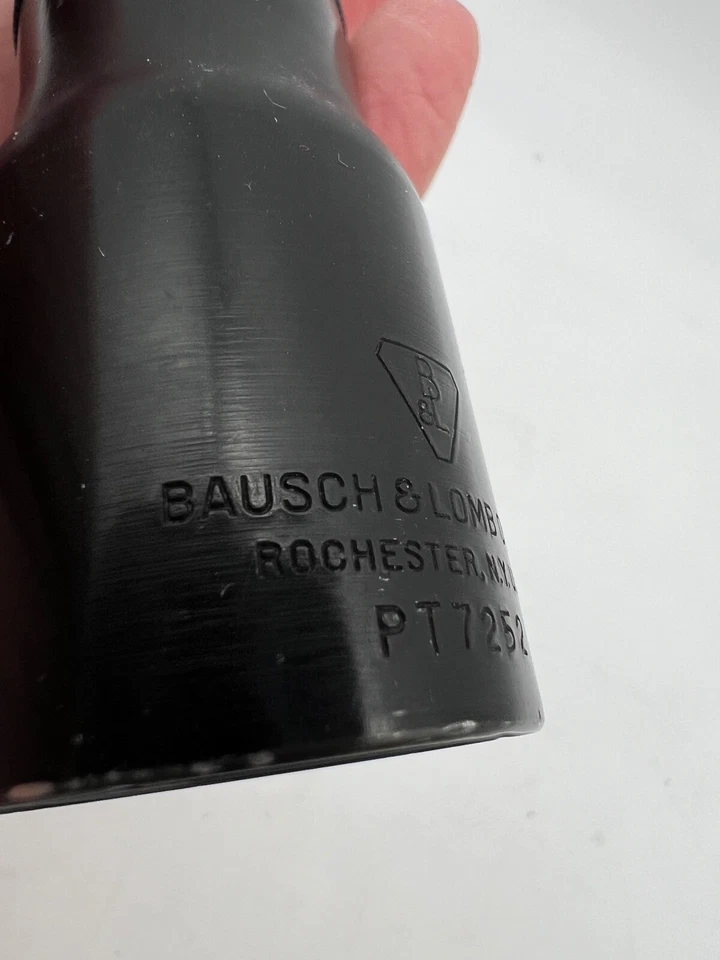 B
&L
BAUSCH & LOMB
ROCHESTER, N.Y.
PT7252